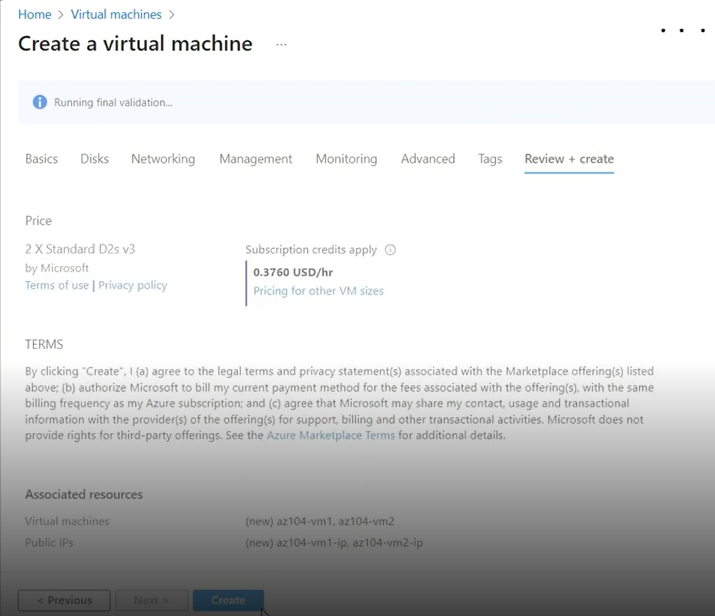 Home > Virtual machines >
Create a virtual machine ...
Running final validation...
Basics Disks Networking Management Monitoring Advanced Tags Review + create
Price
2 X Standard D2s v3
by Microsoft
Terms of use | Privacy policy
Subscription credits apply
0.3760 USD/hr
Pricing for other VM sizes
TERMS
By clicking "Create", I (a) agree to the legal terms and privacy statement(s) associated with the Marketplace offering(s) listed
above; (b) authorize Microsoft to bill my current payment method for the fees associated with the offering(s), with the same
billing frequency as my Azure subscription; and (c) agree that Microsoft may share my contact, usage and transactional
information with the provider(s) of the offering(s) for support, billing and other transactional activities. Microsoft does not
provide rights for third-party offerings. See the Azure Marketplace Terms for additional details.
Associated resources
Virtual machines (new) az104-vm1, az104-vm2
Public IPs (new) az104-vm1-ip, az104-vm2-ip
< Previous Next > Create